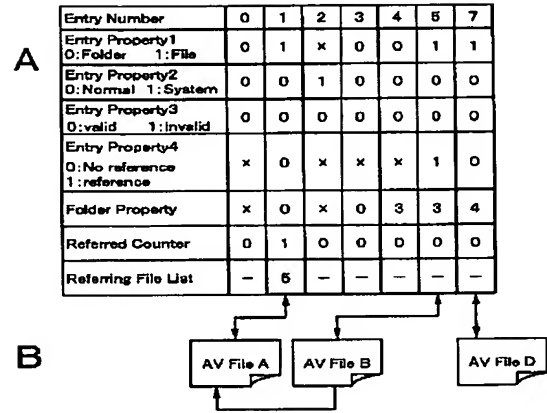 A
Entry Number 0 1 2 3 4 5 7
Entry Property1
0:Folder 1:File 0 1 × 0 0 1 1
Entry Property2
0:Normal 1:System 0 0 1 0 0 0 0
Entry Property3
0:valid 1:Invalid 0 0 0 0 0 0 0
Entry Property4
0:No reference
1:reference × 0 × × × 1 0
Folder Property × 0 × 0 3 3 4
Referred Counter 0 1 0 0 0 0 0
Referring File List – 5 – – – – –
B
AV File A AV File B AV File D